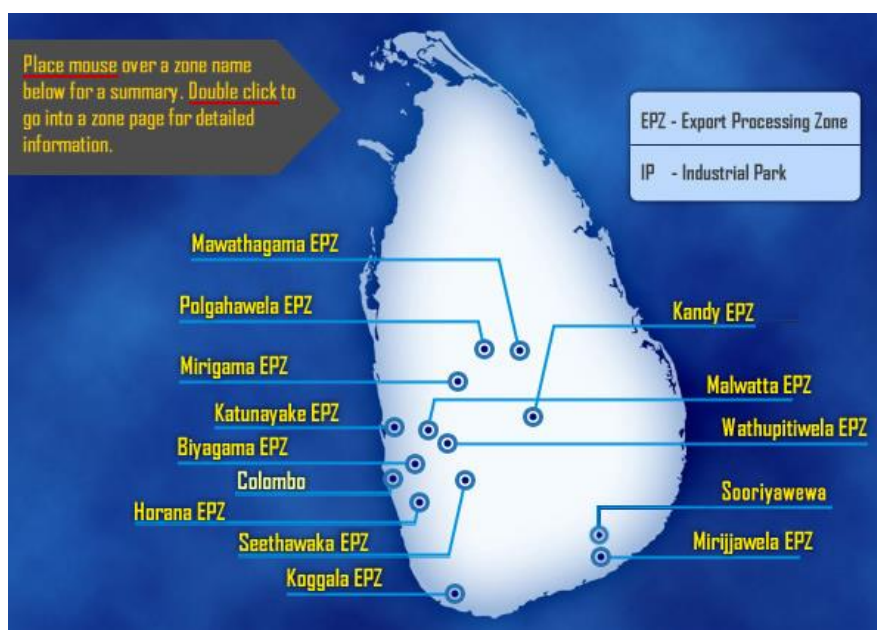 Place mouse over a zone name
below for a summary. Double click to
go into a zone page for detailed
information.
EPZ - Export Processing Zone
IP - Industrial Park
Mawathagama EPZ
Polgahawela EPZ
Kandy EPZ
Mirigama EPZ
Malwatta EPZ
Katunayake EPZ
Wathupitiwela EPZ
Biyagama EPZ
Colombo
Sooriyawewa
Horana EPZ
Seethawaka EPZ
Mirijjawela EPZ
Koggala EPZ